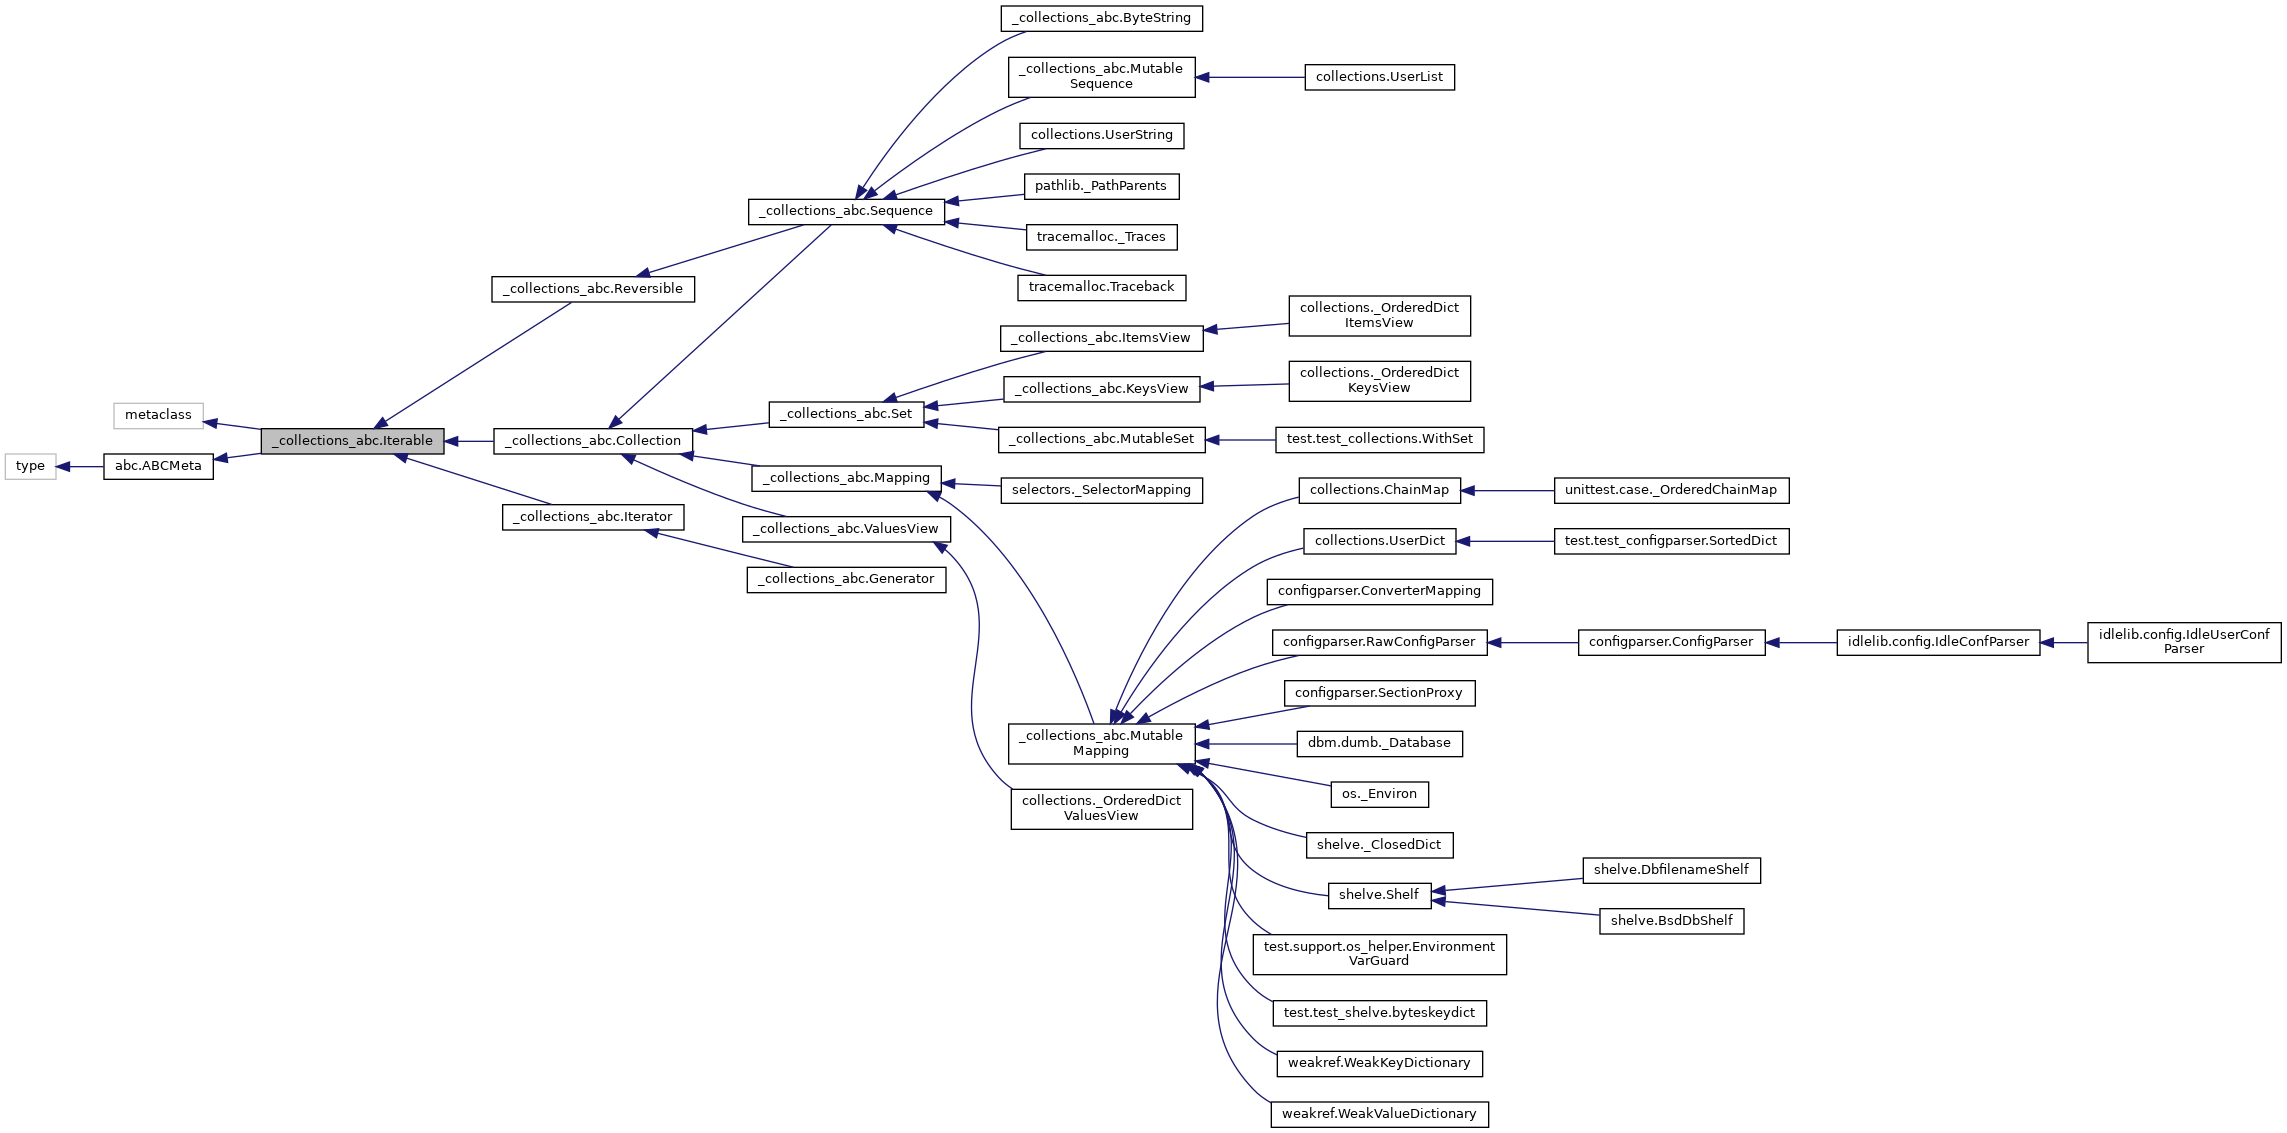 _collections_abc.ByteString
_collections_abc.Mutable
Sequence
collections.UserList
collections.UserString
pathlib._PathParents
_collections_abc.Sequence
tracemalloc._Traces
_collections_abc.Reversible
tracemalloc.Traceback
collections._OrderedDict
ItemsView
_collections_abc.ItemsView
collections._OrderedDict
KeysView
_collections_abc.KeysView
metaclass
_collections_abc.Set
_collections_abc.Iterable
_collections_abc.Collection
_collections_abc.MutableSet
test.test_collections.WithSet
type
abc.ABCMeta
_collections_abc.Mapping
selectors._SelectorMapping
collections.ChainMap
unittest.case._OrderedChainMap
_collections_abc.Iterator
_collections_abc.ValuesView
collections.UserDict
test.test_configparser.SortedDict
_collections_abc.Generator
configparser.ConverterMapping
configparser.RawConfigParser
configparser.ConfigParser
idlelib.config.IdleConfParser
idlelib.config.IdleUserConf
Parser
configparser.SectionProxy
_collections_abc.Mutable
Mapping
dbm.dumb._Database
os._Environ
collections._OrderedDict
ValuesView
shelve._ClosedDict
shelve.DbfilenameShelf
shelve.Shelf
shelve.BsdDbShelf
test.support.os_helper.Environment
VarGuard
test.test_shelve.byteskeydict
weakref.WeakKeyDictionary
weakref.WeakValueDictionary